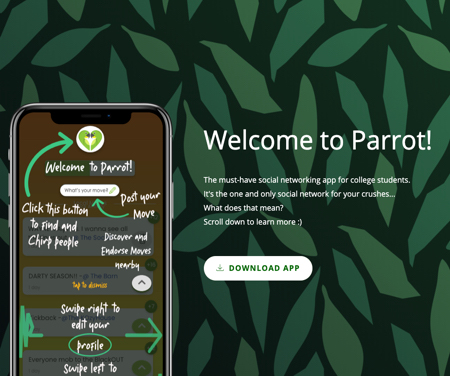 Welcome to Parrot!
The must-have social networking app for college students.
It's the one and only social network for your crushes...
What does that mean?
Scroll down to learn more :)
DOWNLOAD APP
Welcome to Parrot!
What's your move?
Post your
Move
Click this button
to find and
Chirp people
Discover and
Endorse Moves
nearby
DARTY SEASON!! -@ The Born
tap to dismiss
Swipe right to
edit your
profile
Swipe left to